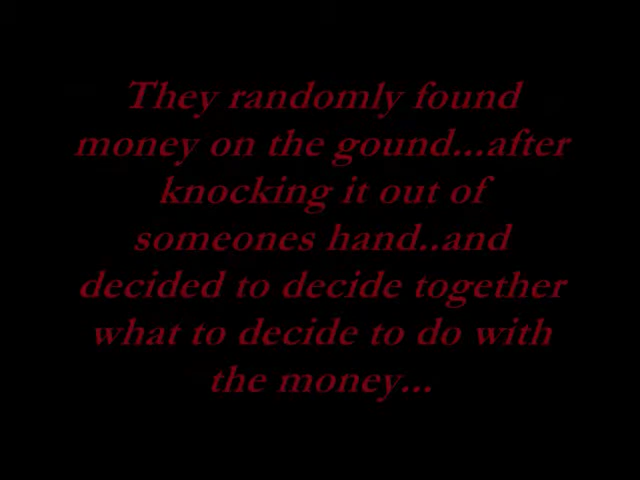 They randomly found
money on the gound...after
knocking it out of
someones hand..and
decided to decide together
what to decide to do with
the money...